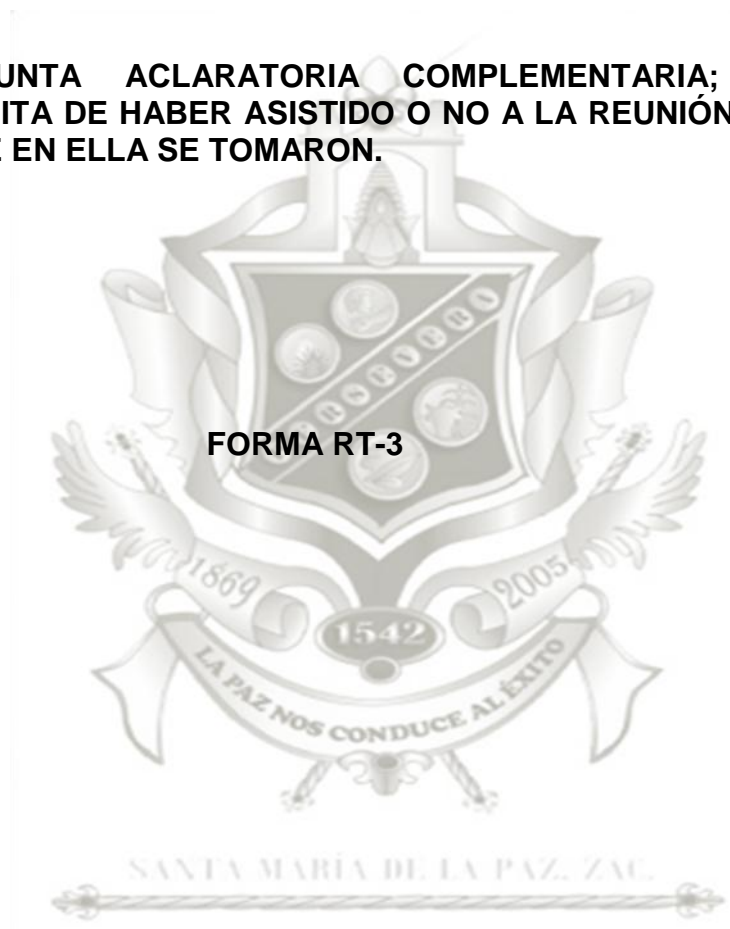 UNTA ACLARATORIA COMPLEMENTARIA;
ITA DE HABER ASISTIDO O NO A LA REUNIÓN
EN ELLA SE TOMARON.
PERSEVERA
FORMA RT-3
1869
2005
1542
LA PAZ NOS CONDUCE AL ÉXITO
SANTA MARÍA DE LA PAZ, ZAC.